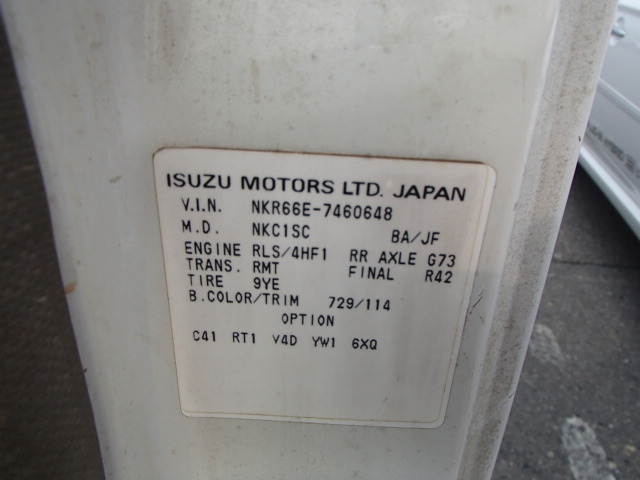 ISUZU MOTORS LTD. JAPAN
V.I.N. NKR66E-7460648
M.D. NKC1SC BA/JF
ENGINE RLS/4HF1 RR AXLE G73
TRANS. RMT FINAL R42
TIRE 9YE
B.COLOR/TRIM 729/114
OPTION
C41 RT1 V4D YW1 6XQ